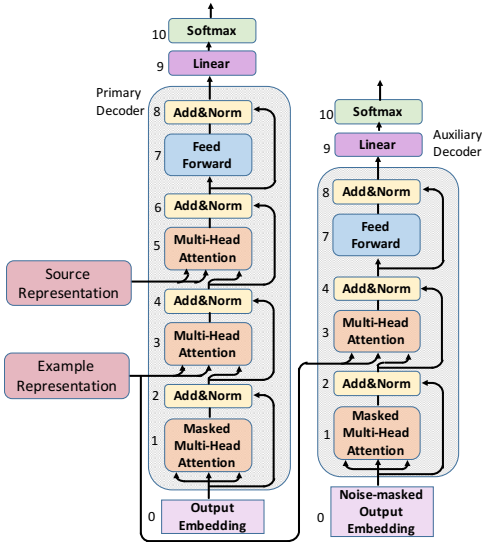 10 Softmax
9 Linear
Primary
Decoder
8 Add&Norm
7 Feed
Forward
6 Add&Norm
5 Multi-Head
Attention
Source
Representation
4 Add&Norm
3 Multi-Head
Attention
Example
Representation
2 Add&Norm
1 Masked
Multi-Head
Attention
0 Output
Embedding
10 Softmax
9 Linear
Auxiliary
Decoder
8 Add&Norm
7 Feed
Forward
4 Add&Norm
3 Multi-Head
Attention
2 Add&Norm
1 Masked
Multi-Head
Attention
0 Noise-masked
Output
Embedding